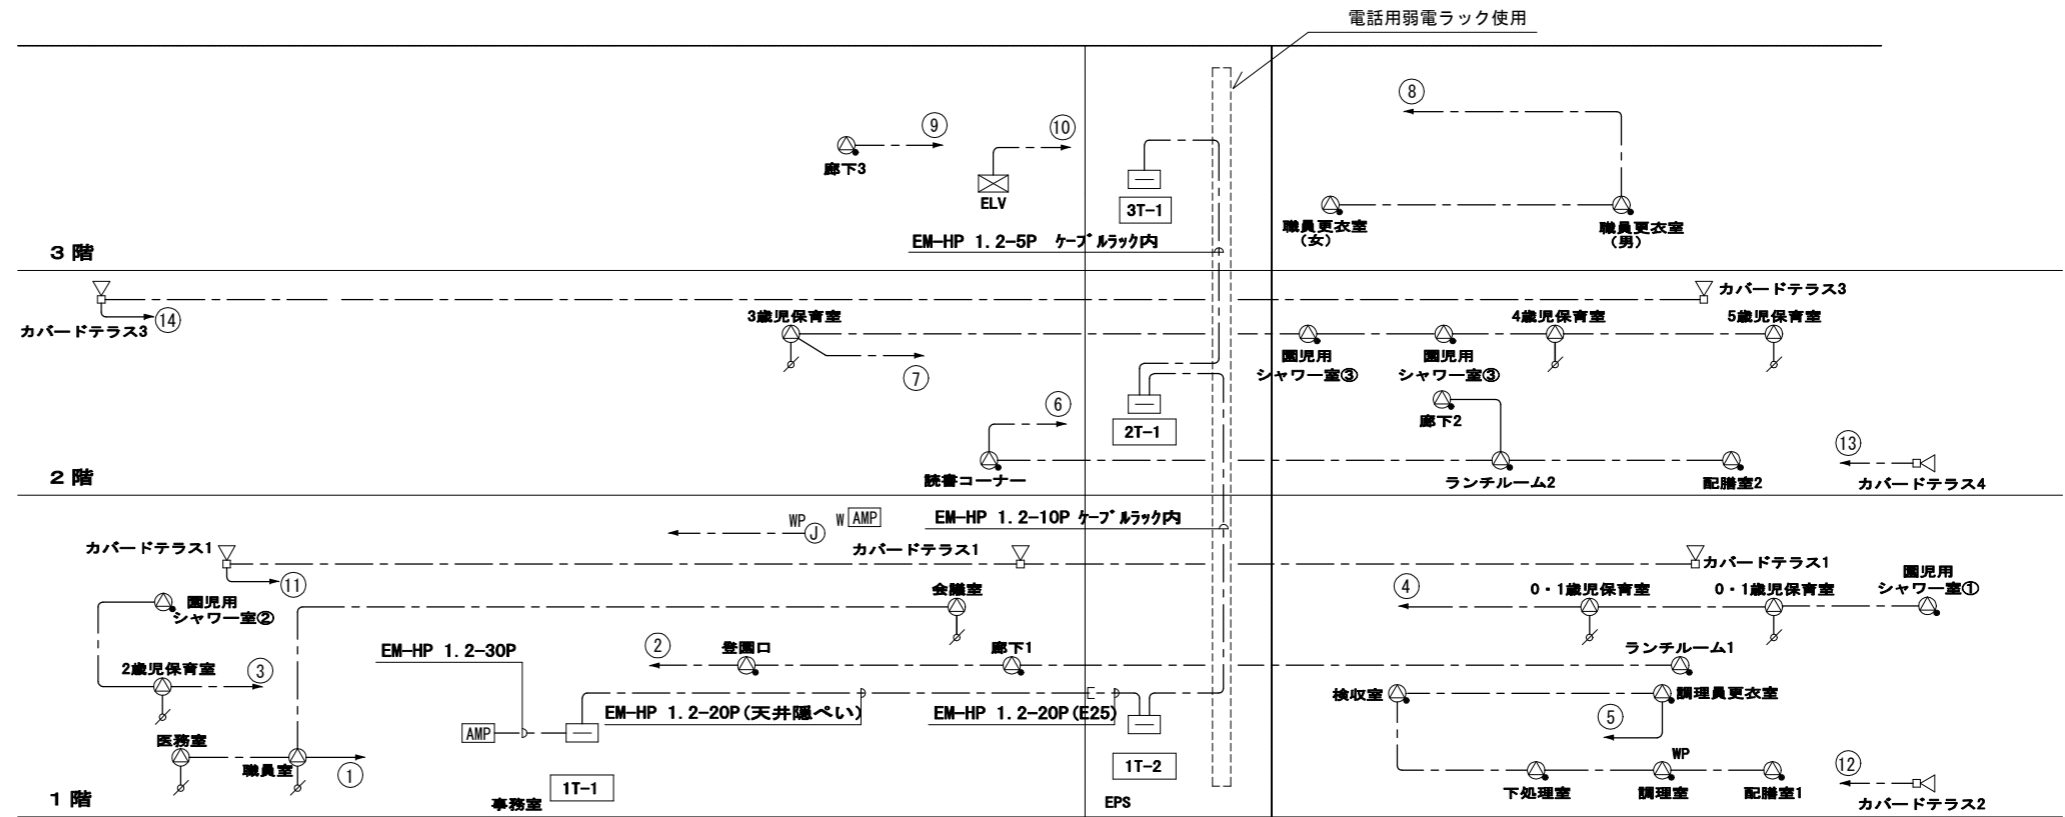 電話用弱電ラック使用
⑧
⑨
⑩
廊下3
ELV
3T-1
職員更衣室
(女)
職員更衣室
(男)
EM-HP 1.2-5P ケーブルラック内
3 階
カバードテラス3
⑭
カバードテラス3
3歳児保育室
4歳児保育室
5歳児保育室
園児用
シャワー室③
園児用
シャワー室③
⑦
⑥
2T-1
廊下2
⑬
読書コーナー
ランチルーム2
配膳室2
カバードテラス4
2 階
WP
J
W
AMP
EM-HP 1.2-10P ケーブルラック内
カバードテラス1
カバードテラス1
カバードテラス1
⑪
園児用
シャワー室②
会議室
④
0・1歳児保育室
0・1歳児保育室
園児用
シャワー室①
EM-HP 1.2-30P
②
登園口
廊下1
ランチルーム1
2歳児保育室
③
検収室
調理員更衣室
EM-HP 1.2-20P(天井隠ぺい)
EM-HP 1.2-20P(E25)
⑤
AMP
医務室
職員室
①
1T-2
WP
⑫
1T-1
下処理室
調理室
配膳室1
カバードテラス2
1 階
事務室
EPS